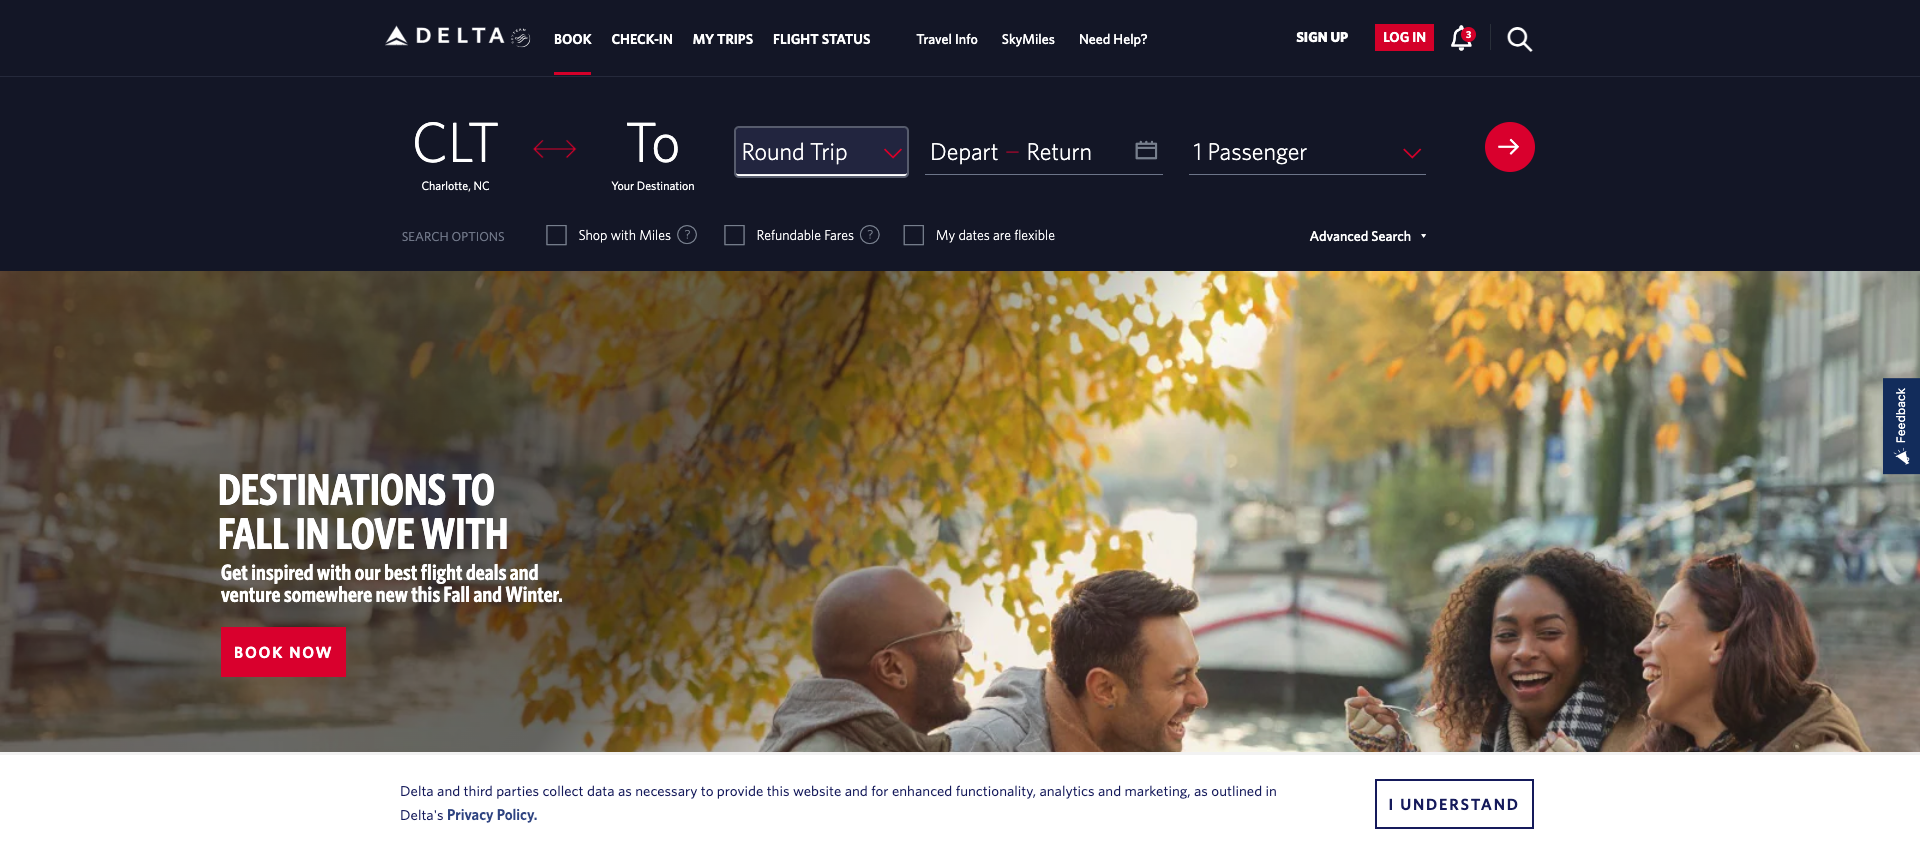 DELTA
BOOK
CHECK-IN
MY TRIPS
FLIGHT STATUS
Travel Info
SkyMiles
Need Help?
SIGN UP
LOG IN
3
CLT
Charlotte, NC
To
Your Destination
Round Trip
Depart — Return
1 Passenger
SEARCH OPTIONS
Shop with Miles ?
Refundable Fares ?
My dates are flexible
Advanced Search
Feedback
DESTINATIONS TO
FALL IN LOVE WITH
Get inspired with our best flight deals and
venture somewhere new this Fall and Winter.
BOOK NOW
Delta and third parties collect data as necessary to provide this website and for enhanced functionality, analytics and marketing, as outlined in
Delta's Privacy Policy.
I UNDERSTAND